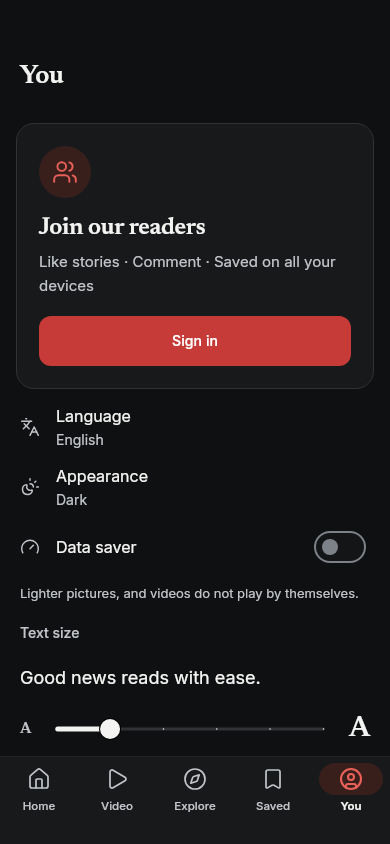 You
Join our readers
Like stories · Comment · Saved on all your
devices
Sign in
Language
English
Appearance
Dark
Data saver
Lighter pictures, and videos do not play by themselves.
Text size
Good news reads with ease.
A A
Home Video Explore Saved You